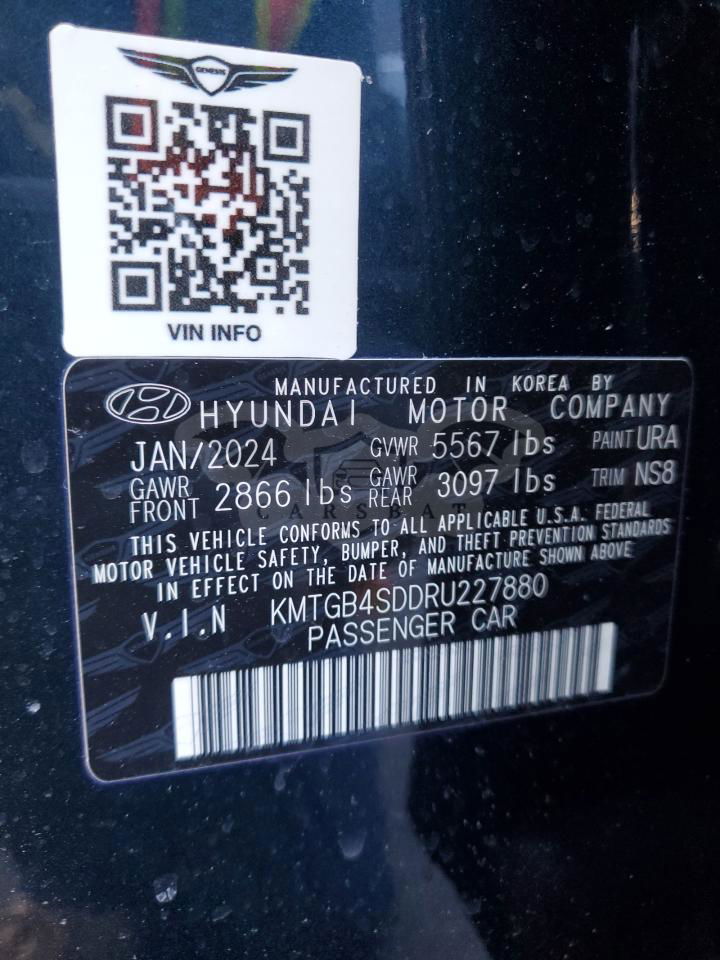 GENESIS
VIN INFO
MANUFACTURED IN KOREA BY
HYUNDAI MOTOR COMPANY
JAN/2024 GVWR 5567 lbs PAINT URA
GAWR FRONT 2866 lbs GAWR REAR 3097 lbs TRIM NS8
CARSBAT
THIS VEHICLE CONFORMS TO ALL APPLICABLE U.S.A. FEDERAL
MOTOR VEHICLE SAFETY, BUMPER, AND THEFT PREVENTION STANDARDS
IN EFFECT ON THE DATE OF MANUFACTURE SHOWN ABOVE
V.I.N KMTGB4SDDRU227880
PASSENGER CAR